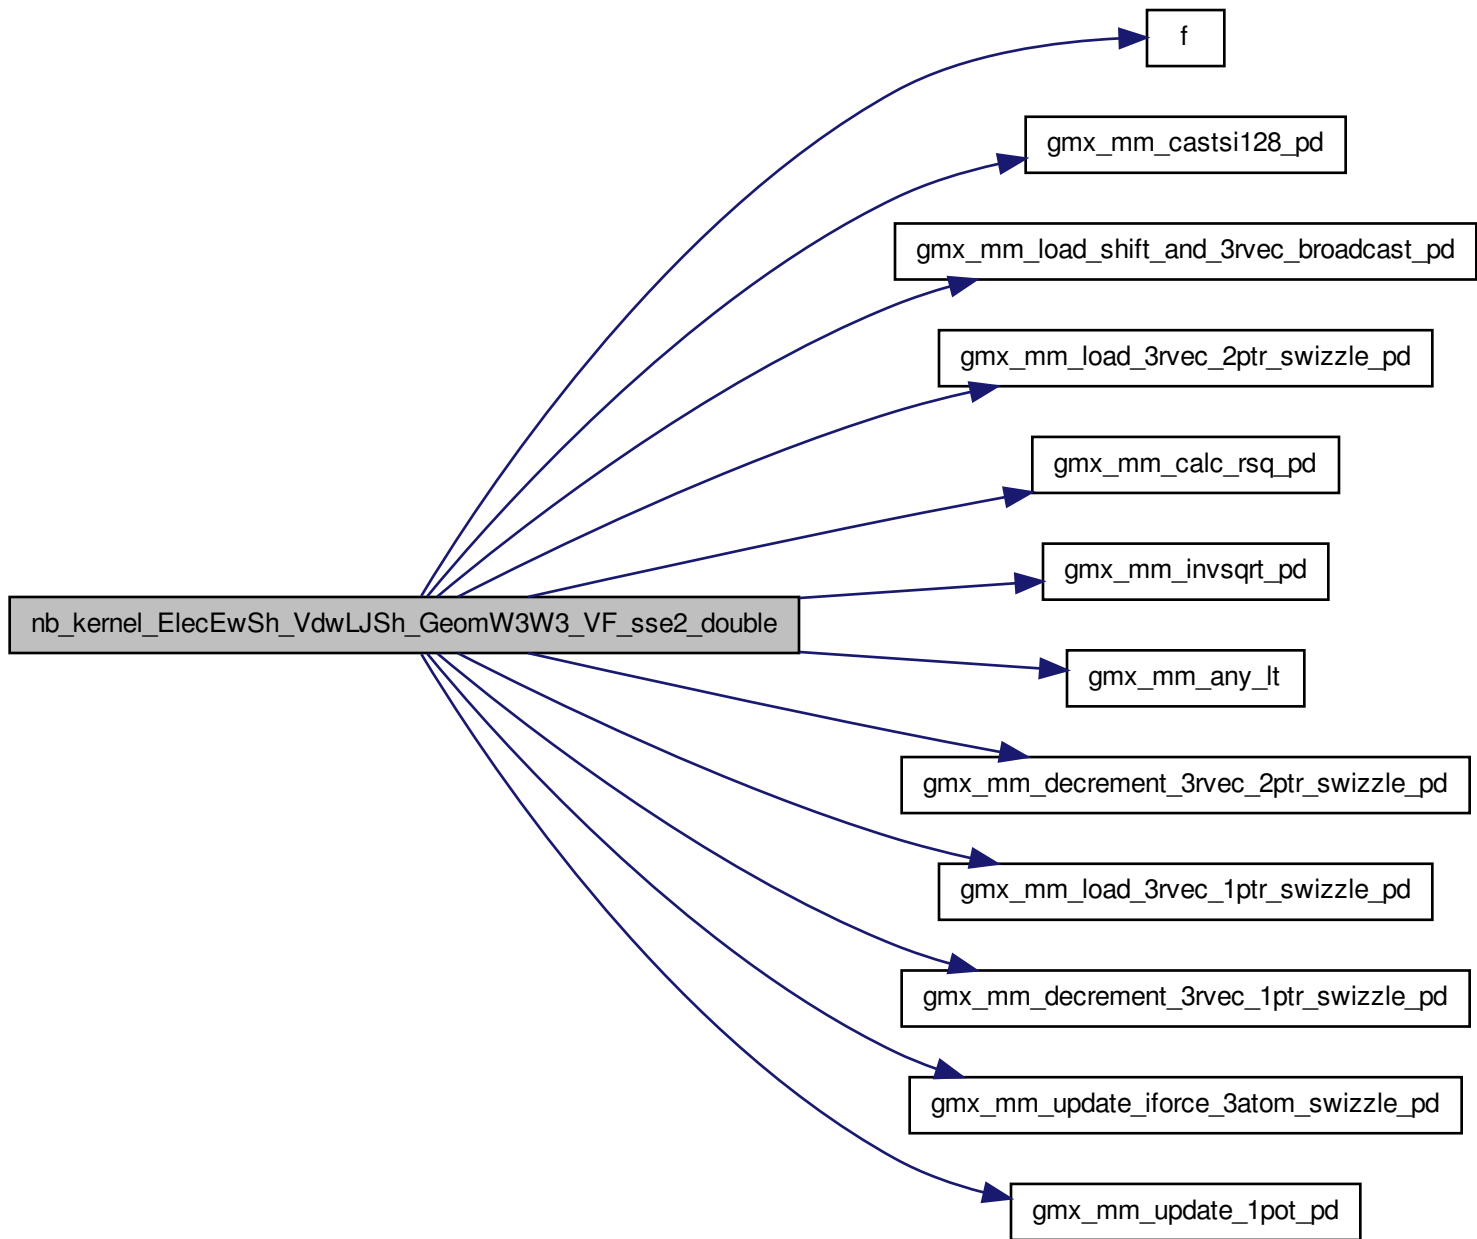 f
gmx_mm_castsi128_pd
gmx_mm_load_shift_and_3rvec_broadcast_pd
gmx_mm_load_3rvec_2ptr_swizzle_pd
gmx_mm_calc_rsq_pd
gmx_mm_invsqrt_pd
nb_kernel_ElecEwSh_VdwLJSh_GeomW3W3_VF_sse2_double
gmx_mm_any_lt
gmx_mm_decrement_3rvec_2ptr_swizzle_pd
gmx_mm_load_3rvec_1ptr_swizzle_pd
gmx_mm_decrement_3rvec_1ptr_swizzle_pd
gmx_mm_update_iforce_3atom_swizzle_pd
gmx_mm_update_1pot_pd